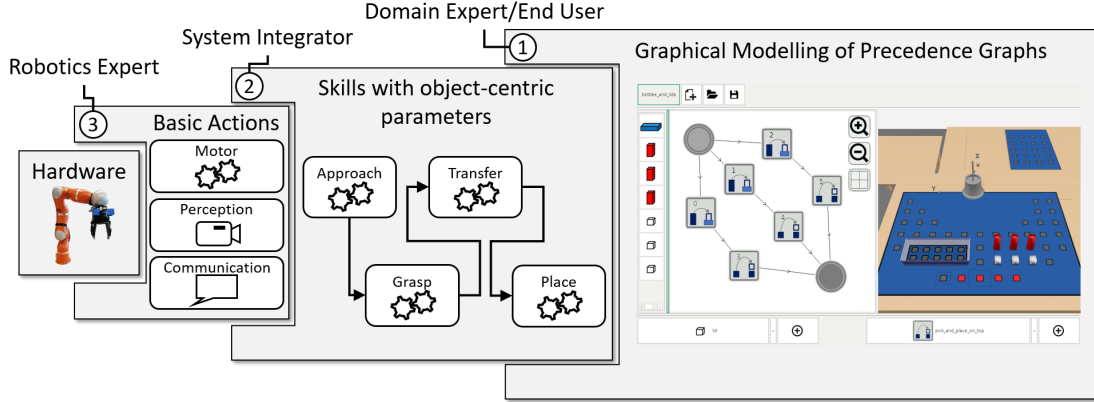 Domain Expert/End User
1
Graphical Modelling of Precedence Graphs
System Integrator
2
Skills with object-centric
parameters
Robotics Expert
3
Basic Actions
Hardware
Motor
Perception
Communication
Approach
Transfer
Grasp
Place
bottles_and_lids
2
1
5
0
4
3
z
x
y
lid
pick_and_place_on_top